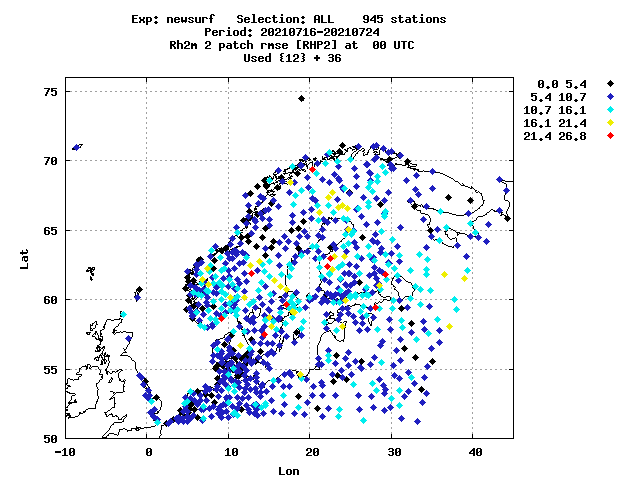 Exp: newsurf   Selection: ALL    945 stations
Period: 20210716-20210724
Rh2m 2 patch rmse [RHP2] at  00 UTC
Used {12} + 36
0.0 5.4
5.4 10.7
10.7 16.1
16.1 21.4
21.4 26.8
75
70
65
60
55
50
Lat
-10 0 10 20 30 40
Lon